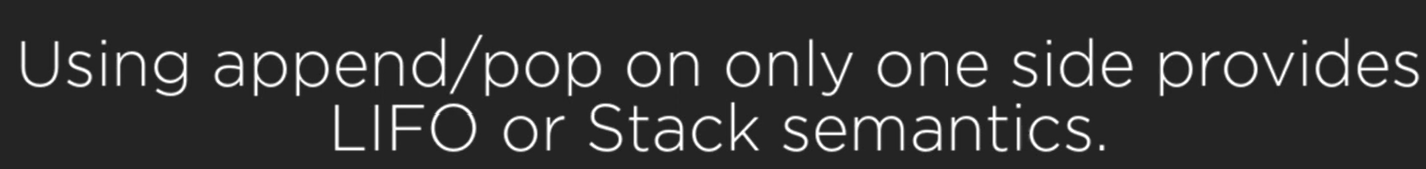 Using append/pop on only one side provides
LIFO or Stack semantics.